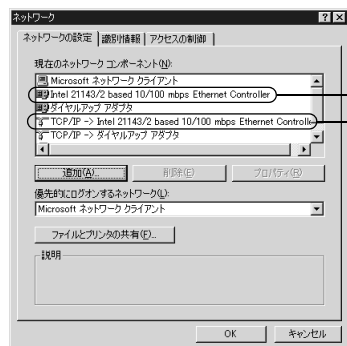 ネットワーク
ネットワークの設定 識別情報 アクセスの制御
現在のネットワーク コンポーネント(N):
Microsoft ネットワーク クライアント
Intel 21143/2 based 10/100 mbps Ethernet Controller
ダイヤルアップ アダプタ
TCP/IP -> Intel 21143/2 based 10/100 mbps Ethernet Controlle
TCP/IP -> ダイヤルアップ アダプタ
追加(A)... 削除(E) プロパティ(R)
優先的にログオンするネットワーク(L):
Microsoft ネットワーク クライアント
ファイルとプリンタの共有(F)...
説明
OK キャンセル